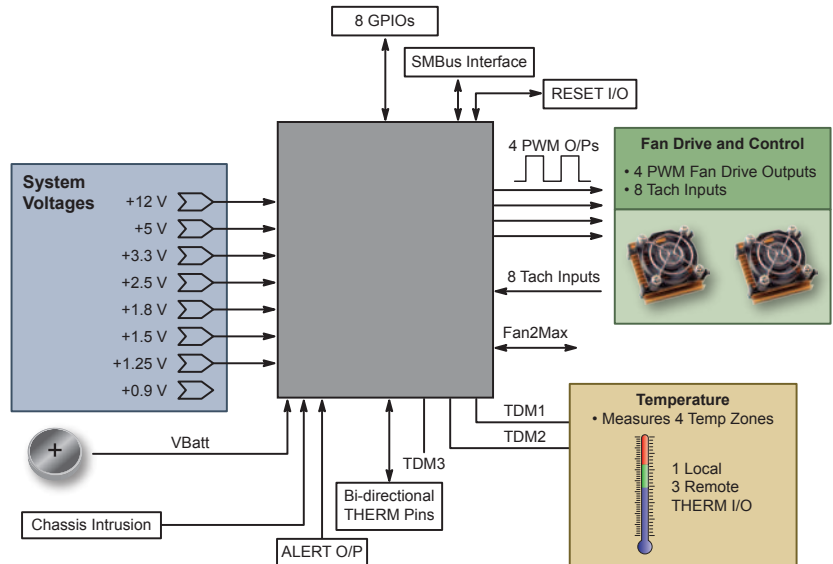 8 GPIOs
SMBus Interface
RESET I/O
4 PWM O/Ps
Fan Drive and Control
• 4 PWM Fan Drive Outputs
• 8 Tach Inputs
System
Voltages
+12 V
+5 V
+3.3 V
+2.5 V
+1.8 V
+1.5 V
+1.25 V
+0.9 V
8 Tach Inputs
Fan2Max
TDM1
TDM2
TDM3
Temperature
• Measures 4 Temp Zones
1 Local
3 Remote
THERM I/O
+
VBatt
Bi-directional
THERM Pins
Chassis Intrusion
ALERT O/P